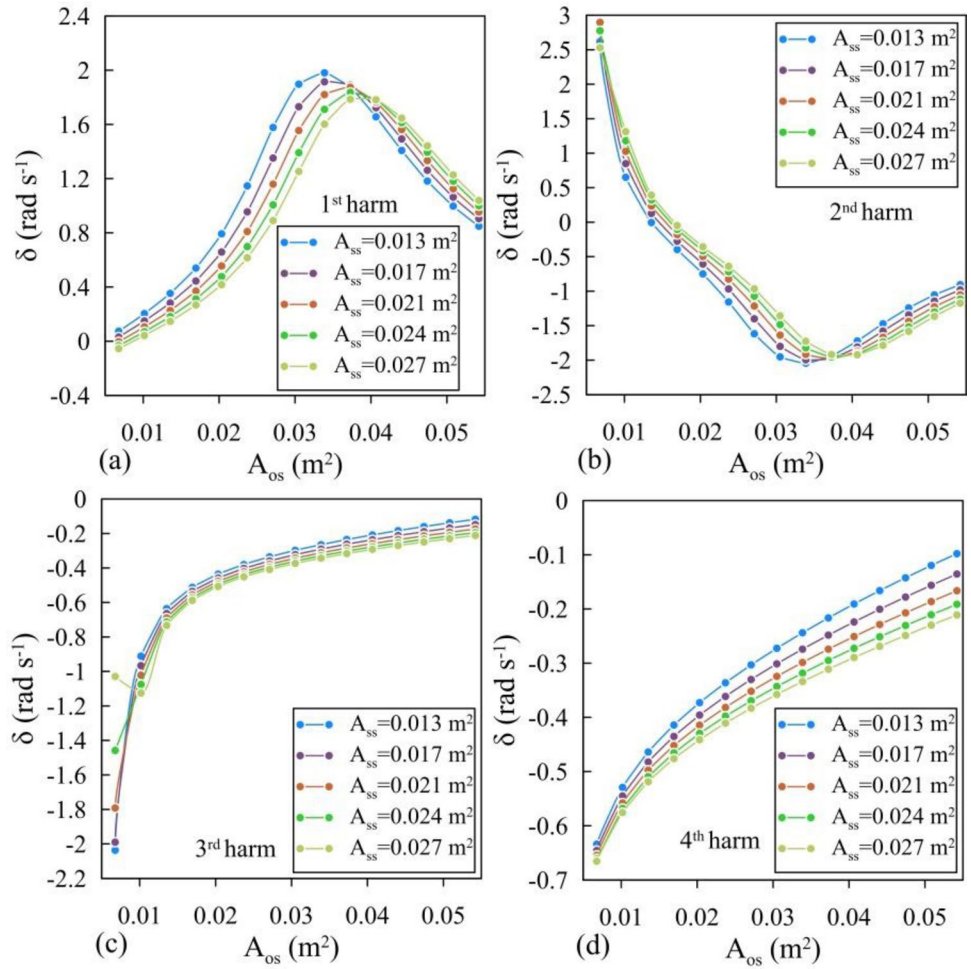 2.4
2
1.6
1.2
0.8
0.4
0
-0.4
δ (rad s⁻¹)
1st harm
Ass=0.013 m²
Ass=0.017 m²
Ass=0.021 m²
Ass=0.024 m²
Ass=0.027 m²
0.01 0.02 0.03 0.04 0.05
(a) Aos (m²)
3
2.5
2
1.5
1
0.5
0
-0.5
-1
-1.5
-2
-2.5
δ (rad s⁻¹)
Ass=0.013 m²
Ass=0.017 m²
Ass=0.021 m²
Ass=0.024 m²
Ass=0.027 m²
2nd harm
0.01 0.02 0.03 0.04 0.05
(b) Aos (m²)
0
-0.2
-0.4
-0.6
-0.8
-1
-1.2
-1.4
-1.6
-1.8
-2
-2.2
δ (rad s⁻¹)
Ass=0.013 m²
Ass=0.017 m²
Ass=0.021 m²
Ass=0.024 m²
Ass=0.027 m²
3rd harm
0.01 0.02 0.03 0.04 0.05
(c) Aos (m²)
0
-0.1
-0.2
-0.3
-0.4
-0.5
-0.6
-0.7
δ (rad s⁻¹)
Ass=0.013 m²
Ass=0.017 m²
Ass=0.021 m²
Ass=0.024 m²
Ass=0.027 m²
4th harm
0.01 0.02 0.03 0.04 0.05
(d) Aos (m²)